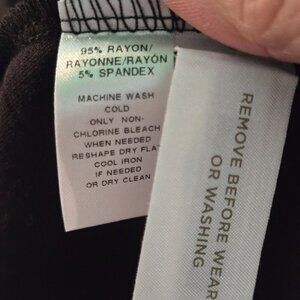 95% RAYON/
RAYONNE/RAYÓN
5% SPANDEX
MACHINE WASH
COLD
ONLY NON-
CHLORINE BLEACH
WHEN NEEDED
RESHAPE DRY FLAT
COOL IRON
IF NEEDED
OR DRY CLEAN
REMOVE BEFORE WEAR
OR WASHING